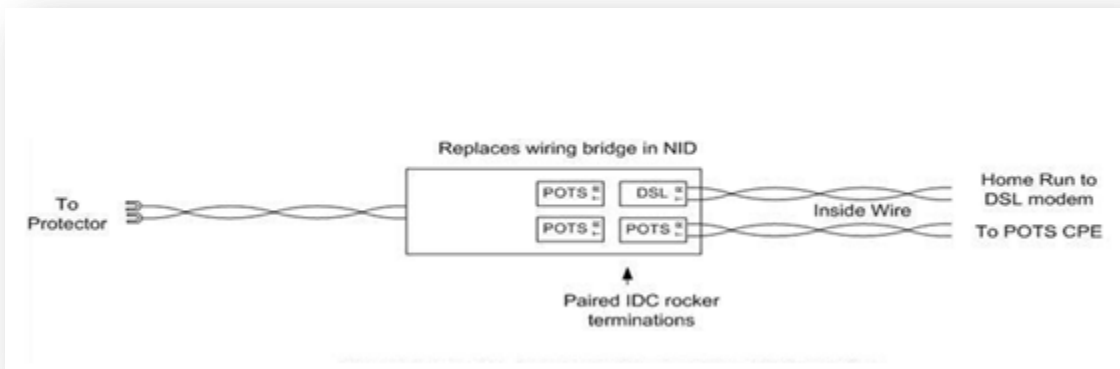 Replaces wiring bridge in NID
To
Protector
POTS
DSL
POTS
POTS
Inside Wire
Home Run to
DSL modem
To POTS CPE
Paired IDC rocker
terminations